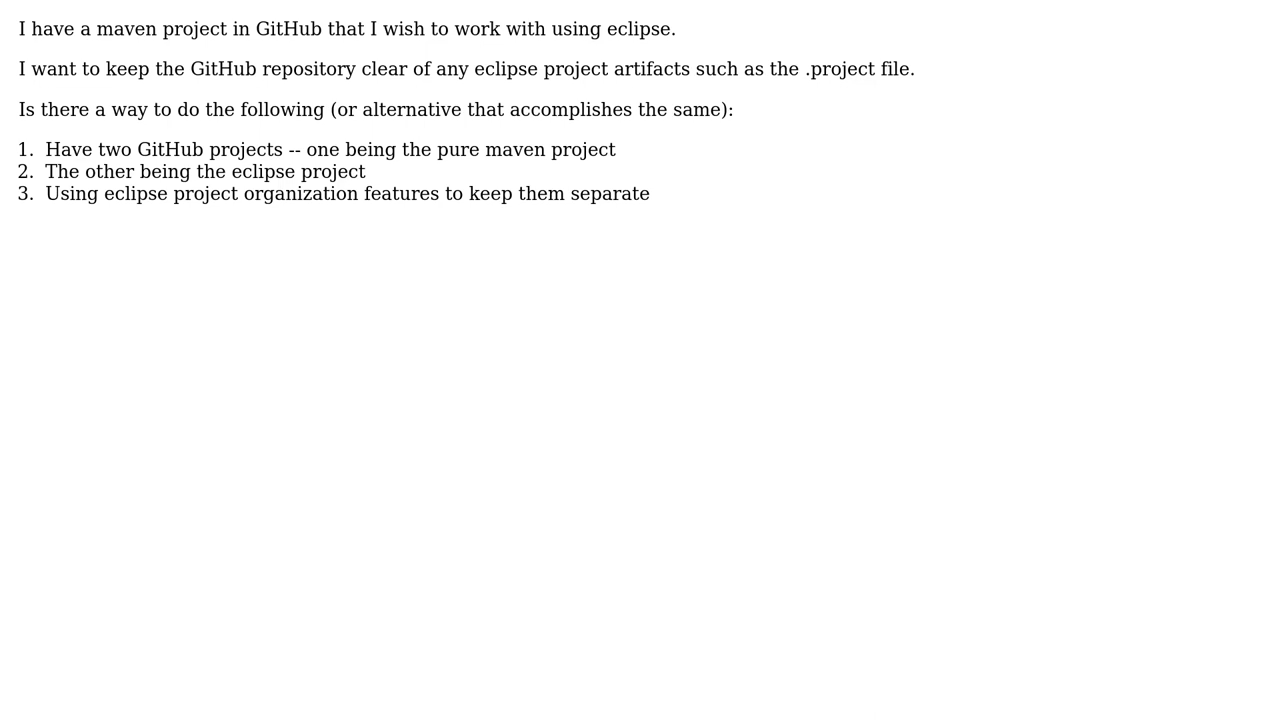 I have a maven project in GitHub that I wish to work with using eclipse.
I want to keep the GitHub repository clear of any eclipse project artifacts such as the .project file.
Is there a way to do the following (or alternative that accomplishes the same):
1. Have two GitHub projects -- one being the pure maven project
2. The other being the eclipse project
3. Using eclipse project organization features to keep them separate